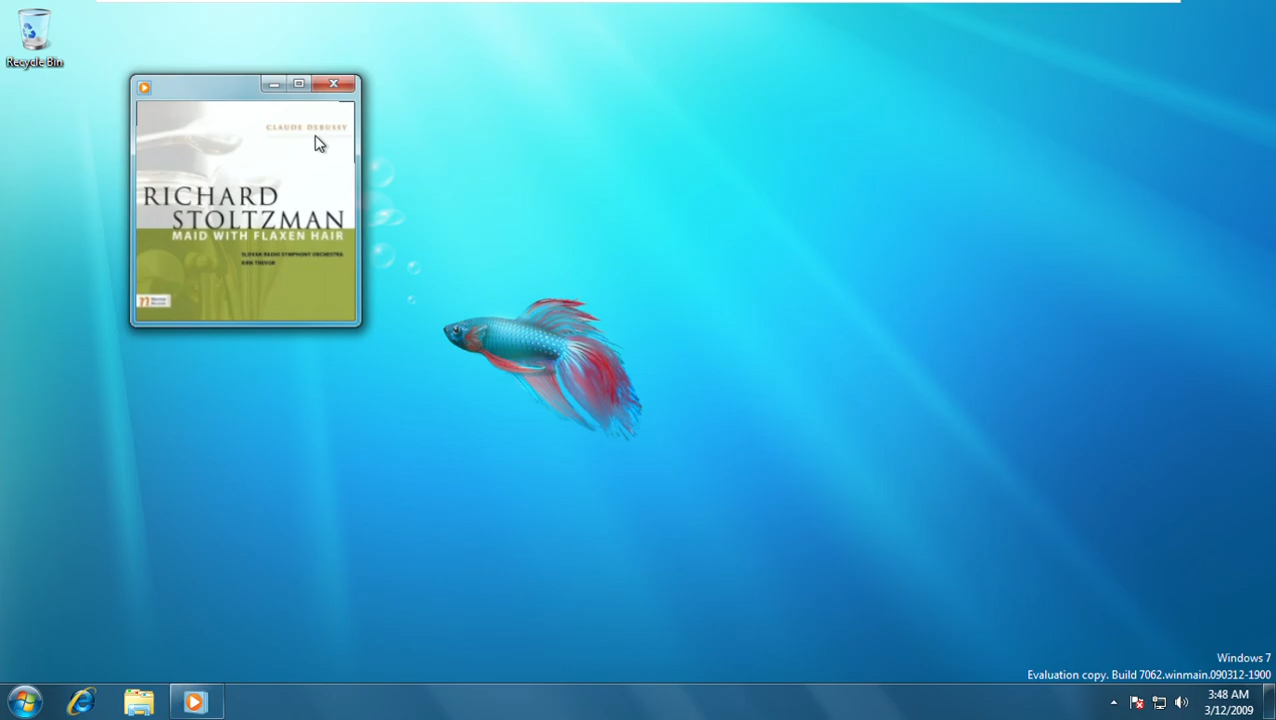 Recycle Bin
CLAUDE DEBUSSY
RICHARD
STOLTZMAN
MAID WITH FLAXEN HAIR
SLOVAK RADIO SYMPHONY ORCHESTRA
KIRK TREVOR
Windows 7
Evaluation copy. Build 7062.winmain.090312-1900
3:48 AM
3/12/2009